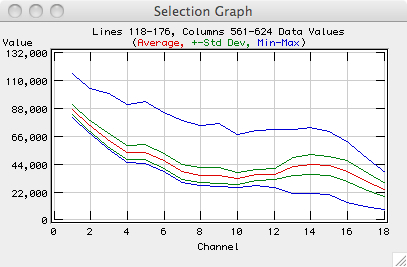 Selection Graph
Lines 118-176, Columns 561-624 Data Values
Value
(Average, +-Std Dev, Min-Max)
132,000
110,000
88,000
66,000
44,000
22,000
0
0 2 4 6 8 10 12 14 16 18
Channel